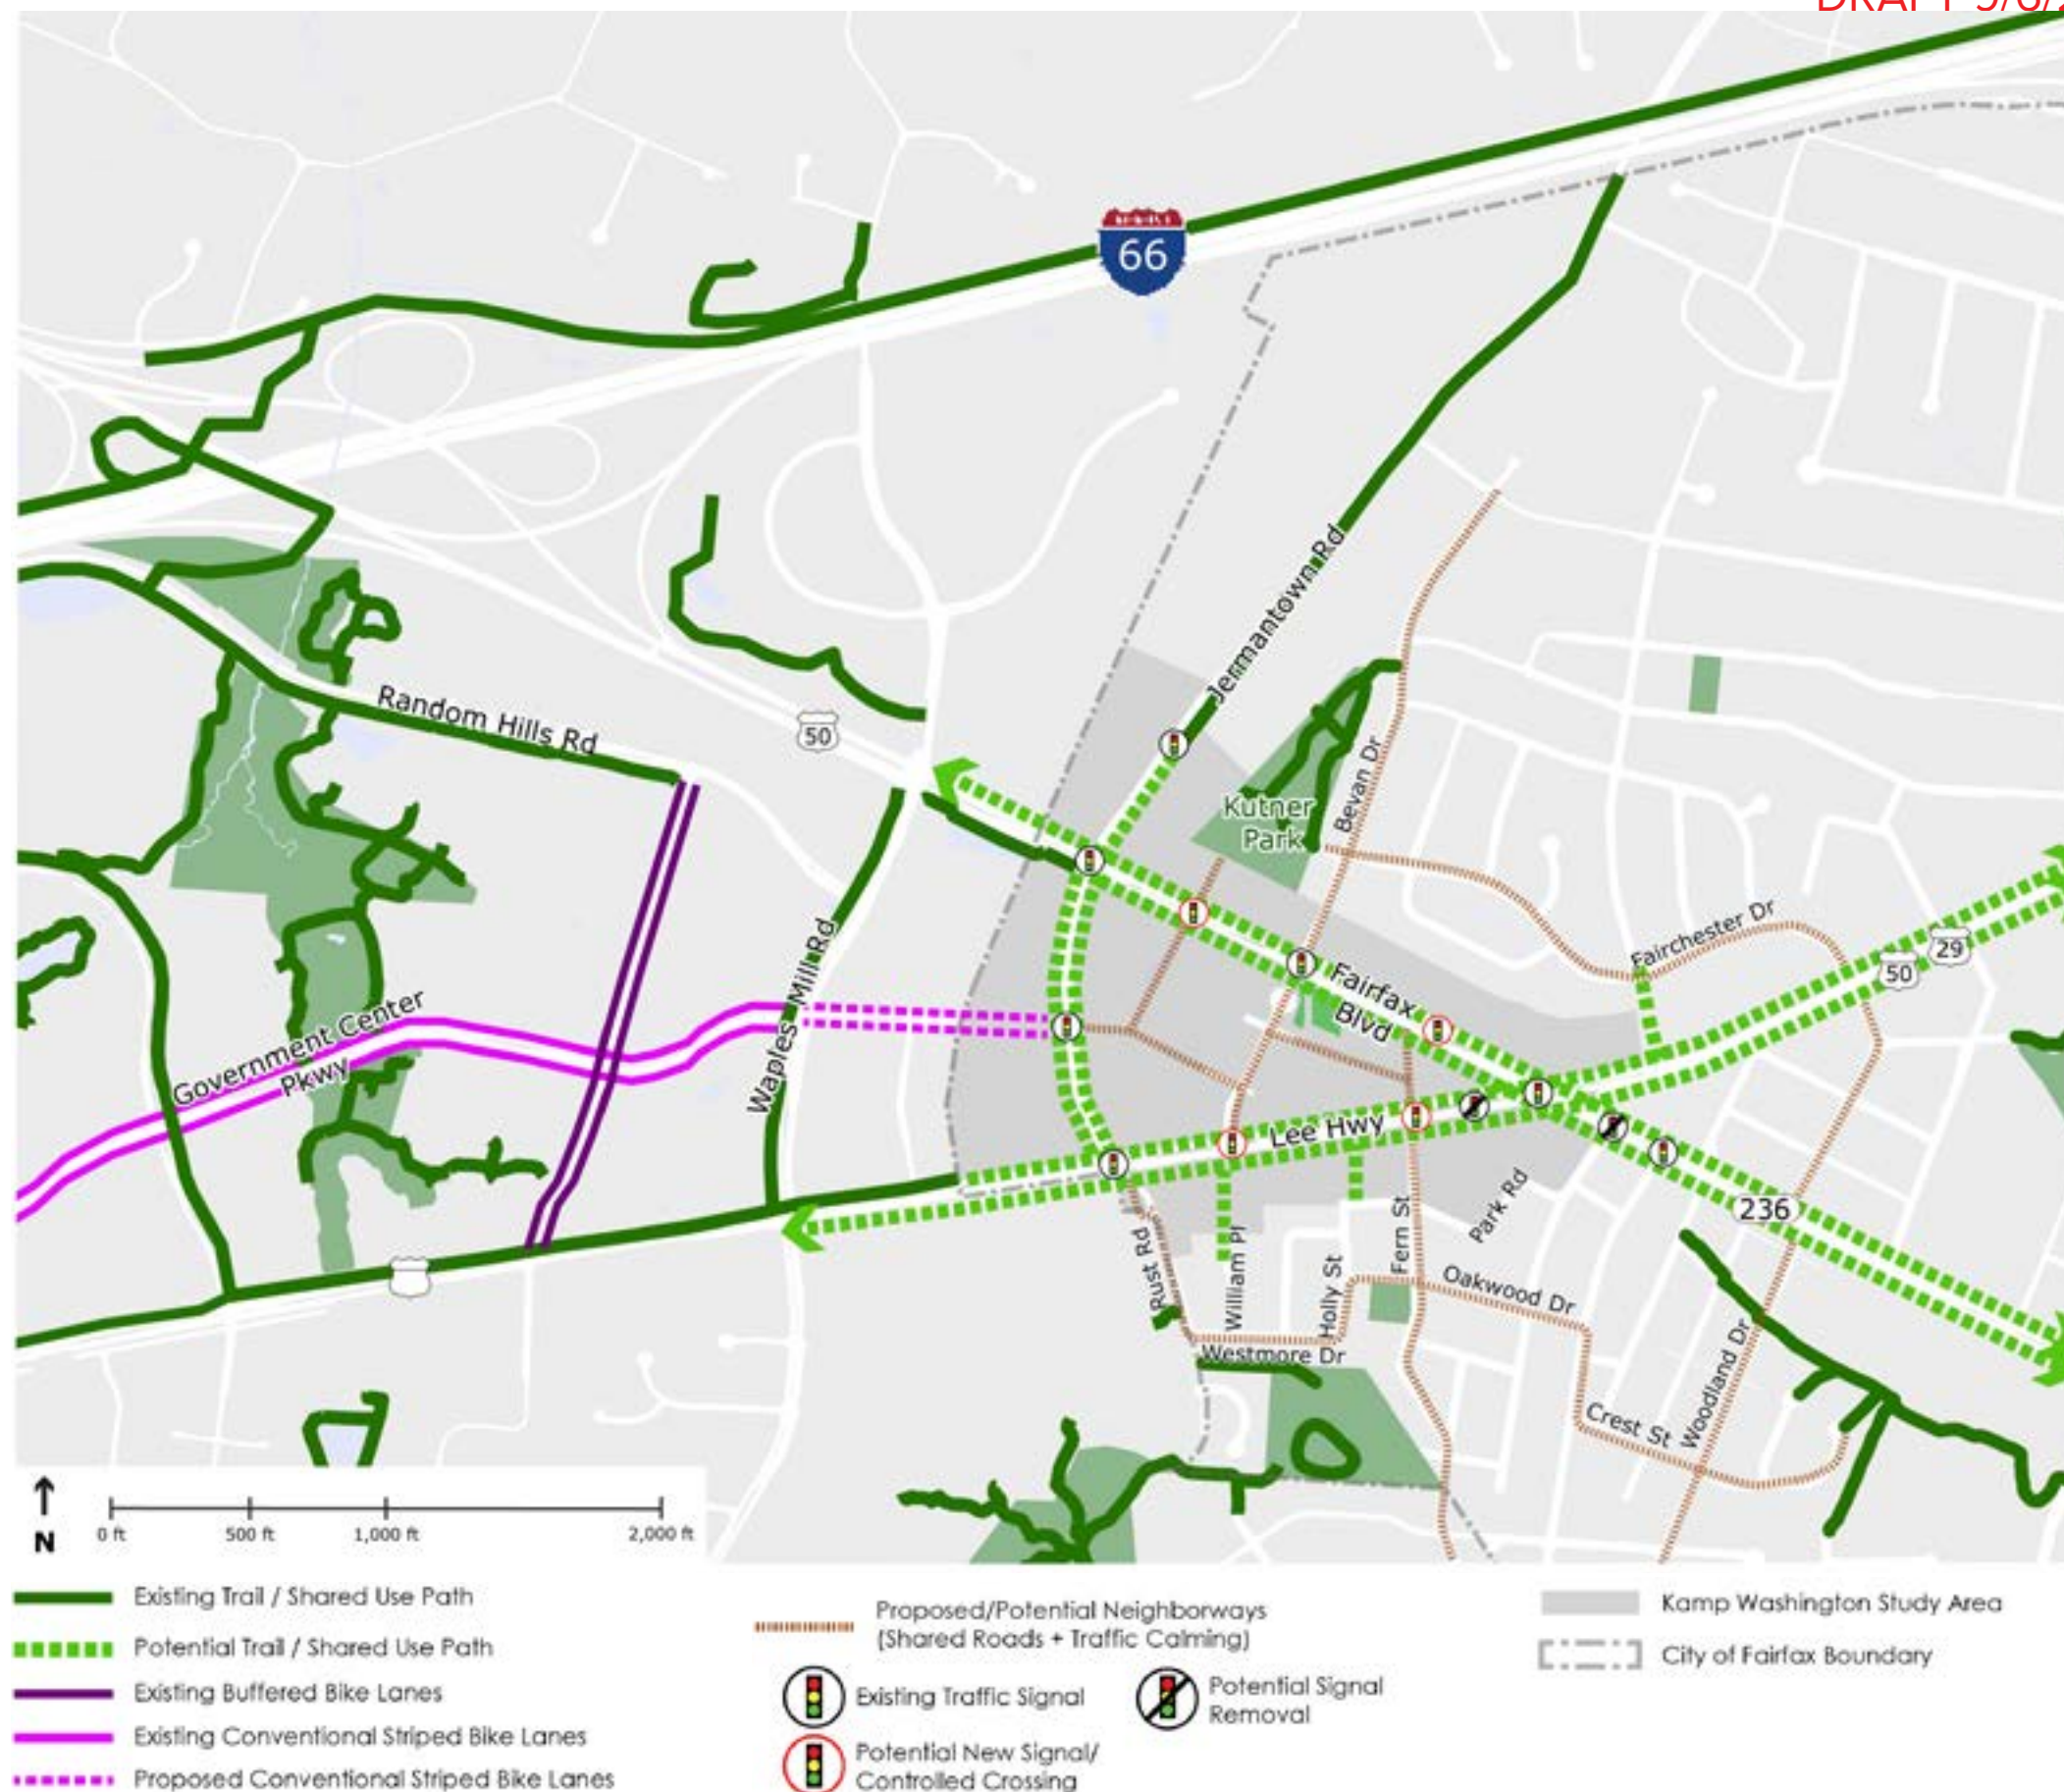 66
Jermantown Rd
Random Hills Rd
50
Bevan Dr
Kutner
Park
Fairchester Dr
29
50
Fairfax
Blvd
Government Center
Pkwy
Waples Mill Rd
Lee Hwy
236
Park Rd
Fern St
Rust Rd
William Pl
Holly St
Oakwood Dr
Westmore Dr
Crest St
Woodland Dr
N
0 ft
500 ft
1,000 ft
2,000 ft
Existing Trail / Shared Use Path
Potential Trail / Shared Use Path
Existing Buffered Bike Lanes
Existing Conventional Striped Bike Lanes
Proposed Conventional Striped Bike Lanes
Proposed/Potential Neighborways
(Shared Roads + Traffic Calming)
Existing Traffic Signal
Potential Signal
Removal
Potential New Signal/
Controlled Crossing
Kamp Washington Study Area
City of Fairfax Boundary